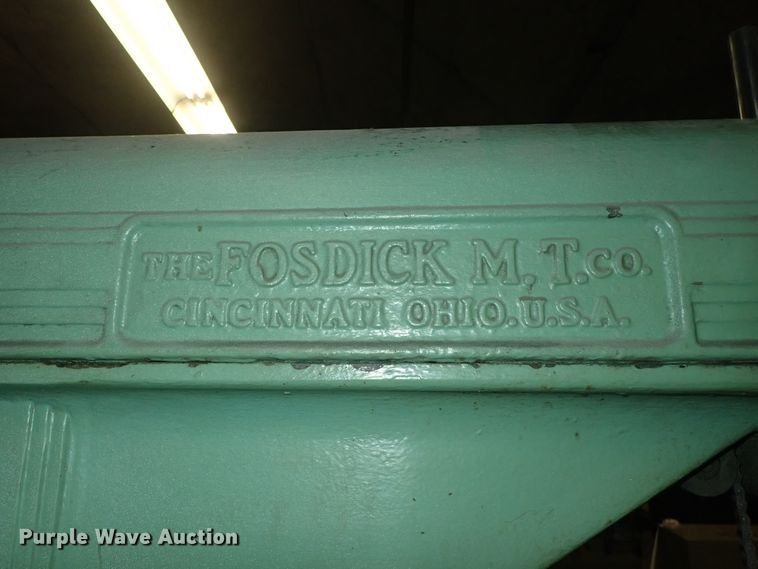 THE FOSDICK M.T.CO.
CINCINNATI OHIO.U.S.A.
Purple Wave Auction